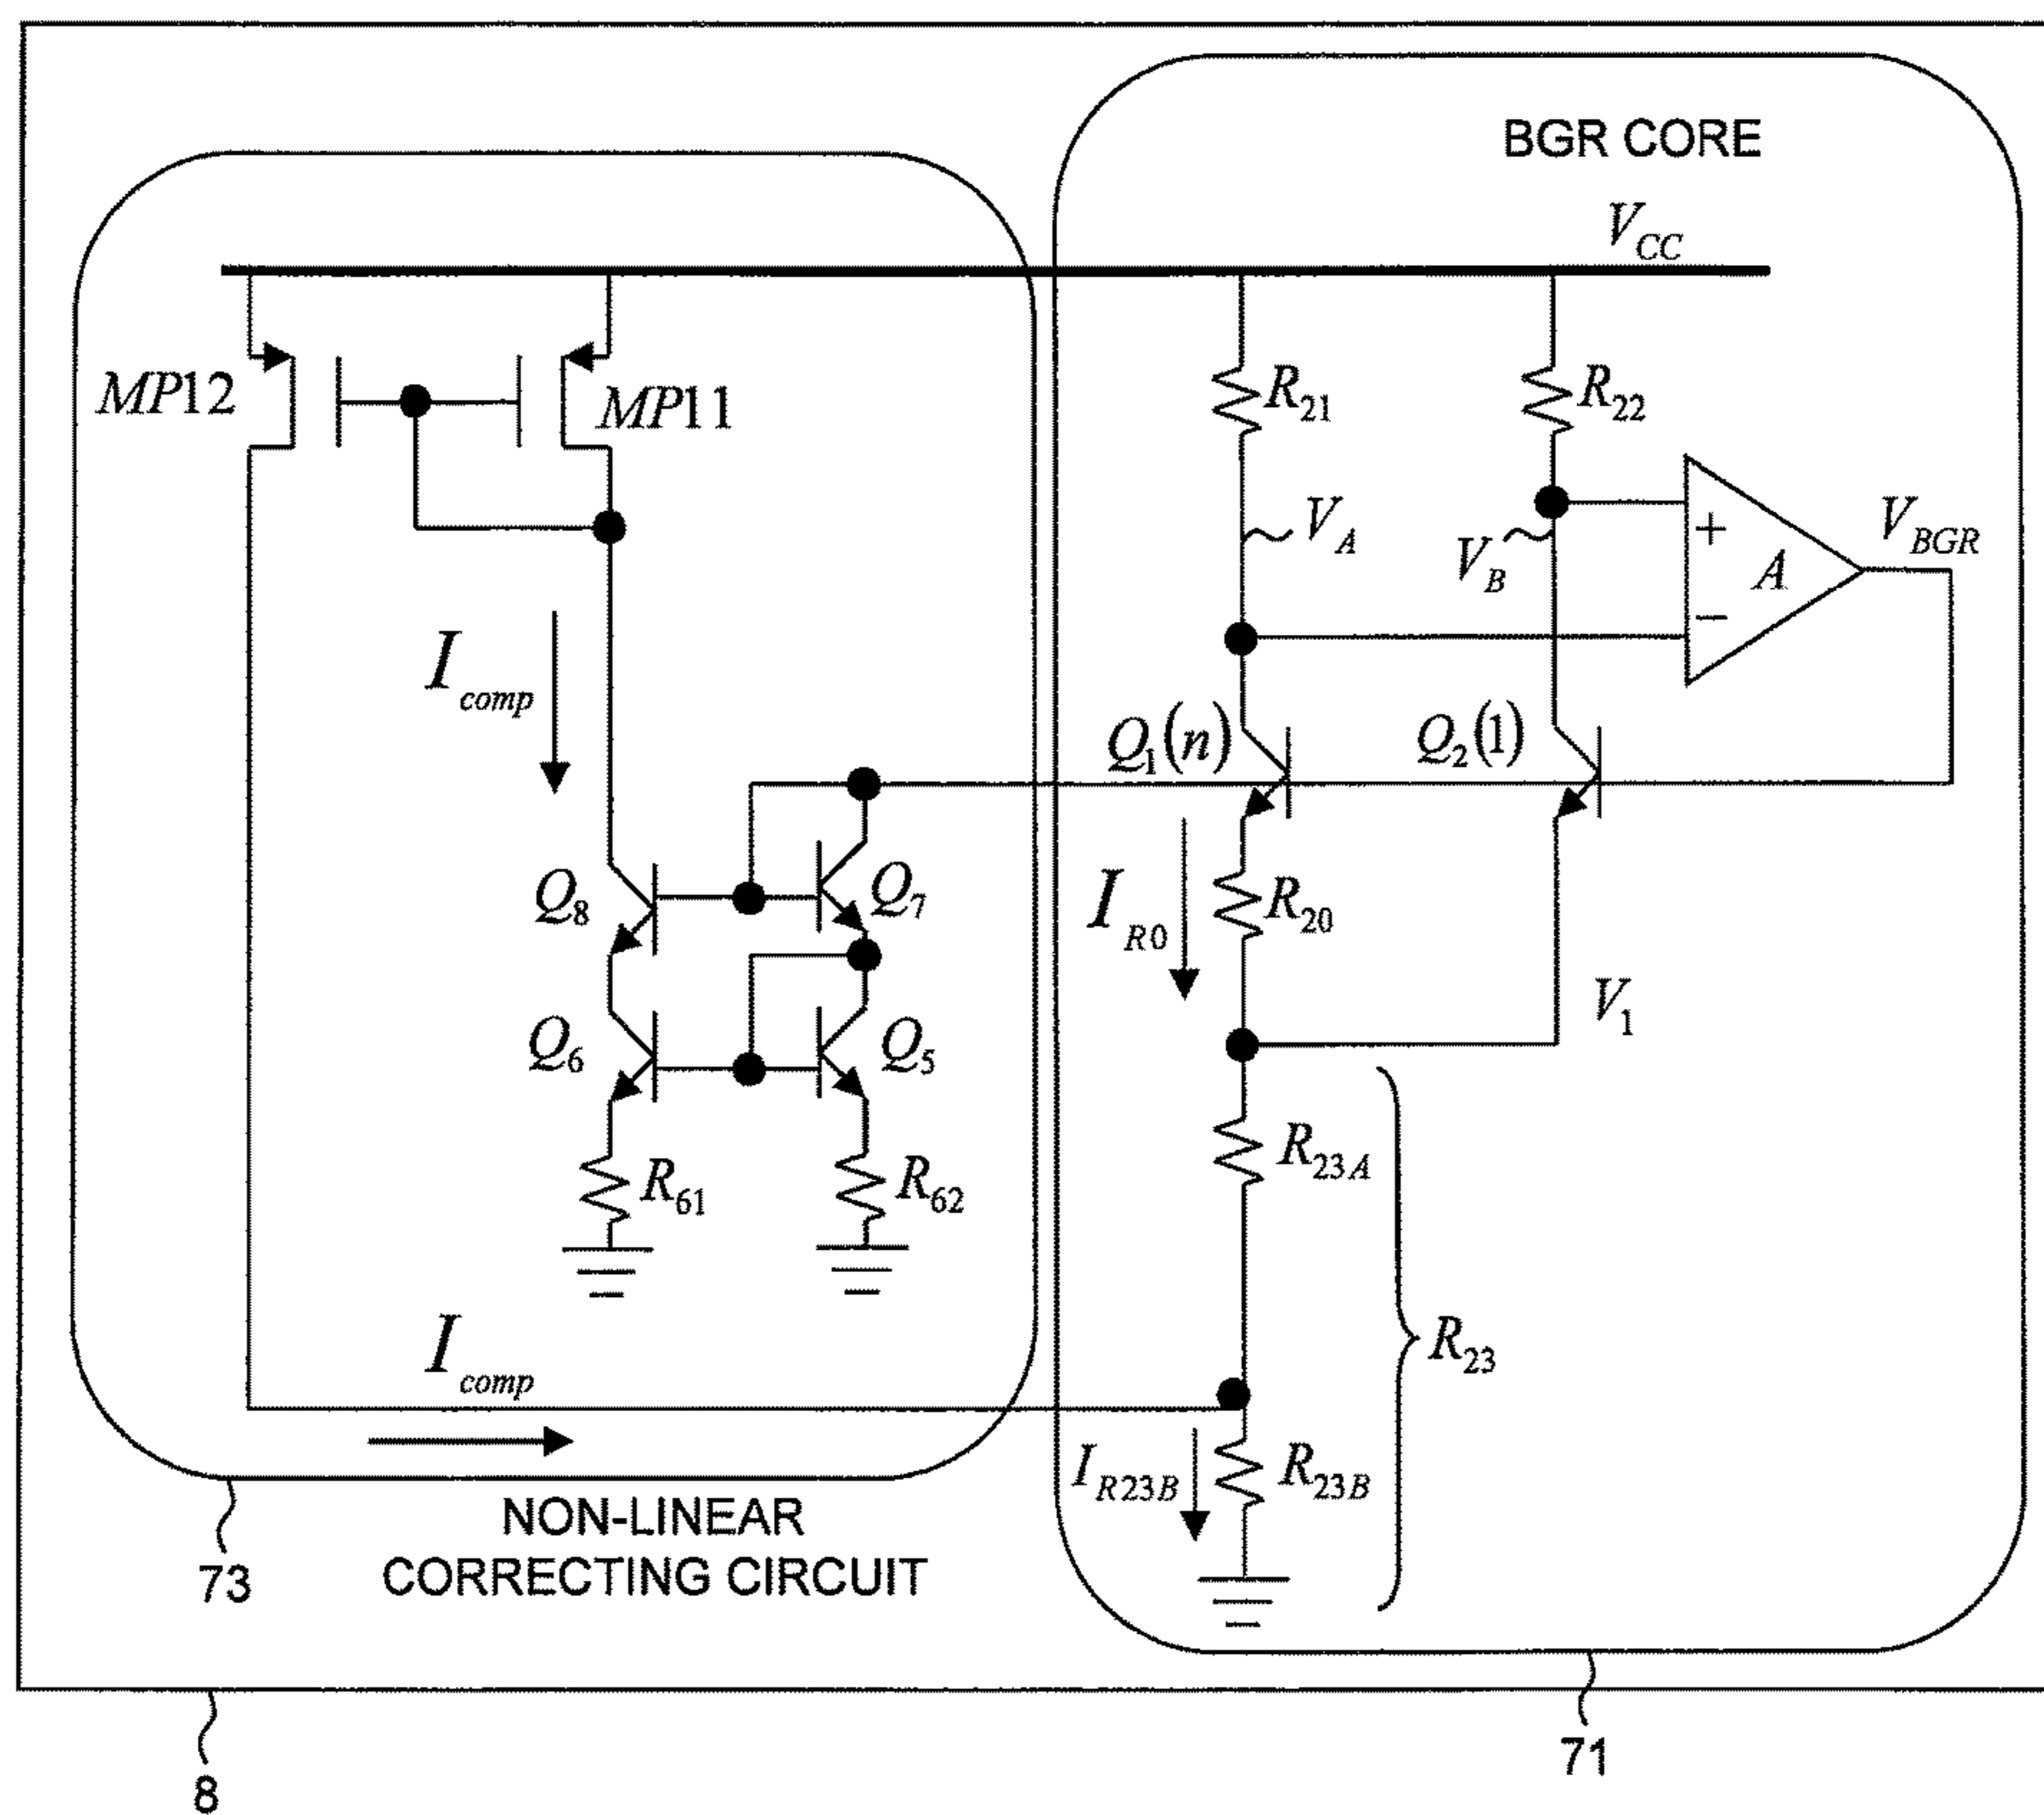 BGR CORE
V_CC
MP12
MP11
R_21
R_22
V_A
V_B
+
A
−
V_BGR
I_comp
Q_1(n)
Q_2(1)
Q_8
Q_7
I_R0
R_20
V_1
Q_6
Q_5
R_61
R_62
R_23A
R_23
I_comp
I_R23B
R_23B
NON-LINEAR
CORRECTING CIRCUIT
73
71
8